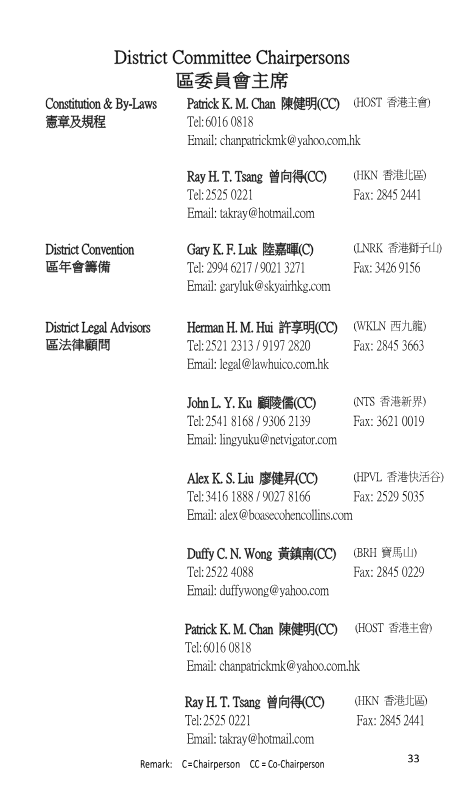 District Committee Chairpersons
區委員會主席
Constitution & By-Laws Patrick K. M. Chan 陳健明(CC) (HOST 香港主會)
憲章及規程 Tel: 6016 0818
Email: chanpatrickmk@yahoo.com.hk
Ray H. T. Tsang 曾向得(CC) (HKN 香港北區)
Tel: 2525 0221 Fax: 2845 2441
Email: takray@hotmail.com
District Convention Gary K. F. Luk 陸嘉暉(C) (LNRK 香港獅子山)
區年會籌備 Tel: 2994 6217 / 9021 3271 Fax: 3426 9156
Email: garyluk@skyairhkg.com
District Legal Advisors Herman H. M. Hui 許享明(CC) (WKLN 西九龍)
區法律顧問 Tel: 2521 2313 / 9197 2820 Fax: 2845 3663
Email: legal@lawhuico.com.hk
John L. Y. Ku 顧陵儒(CC) (NTS 香港新界)
Tel: 2541 8168 / 9306 2139 Fax: 3621 0019
Email: lingyuku@netvigator.com
Alex K. S. Liu 廖健昇(CC) (HPVL 香港快活谷)
Tel: 3416 1888 / 9027 8166 Fax: 2529 5035
Email: alex@boasecohencollins.com
Duffy C. N. Wong 黃鎮南(CC) (BRH 寶馬山)
Tel: 2522 4088 Fax: 2845 0229
Email: duffywong@yahoo.com
Patrick K. M. Chan 陳健明(CC) (HOST 香港主會)
Tel: 6016 0818
Email: chanpatrickmk@yahoo.com.hk
Ray H. T. Tsang 曾向得(CC) (HKN 香港北區)
Tel: 2525 0221 Fax: 2845 2441
Email: takray@hotmail.com
Remark: C=Chairperson CC = Co-Chairperson 33